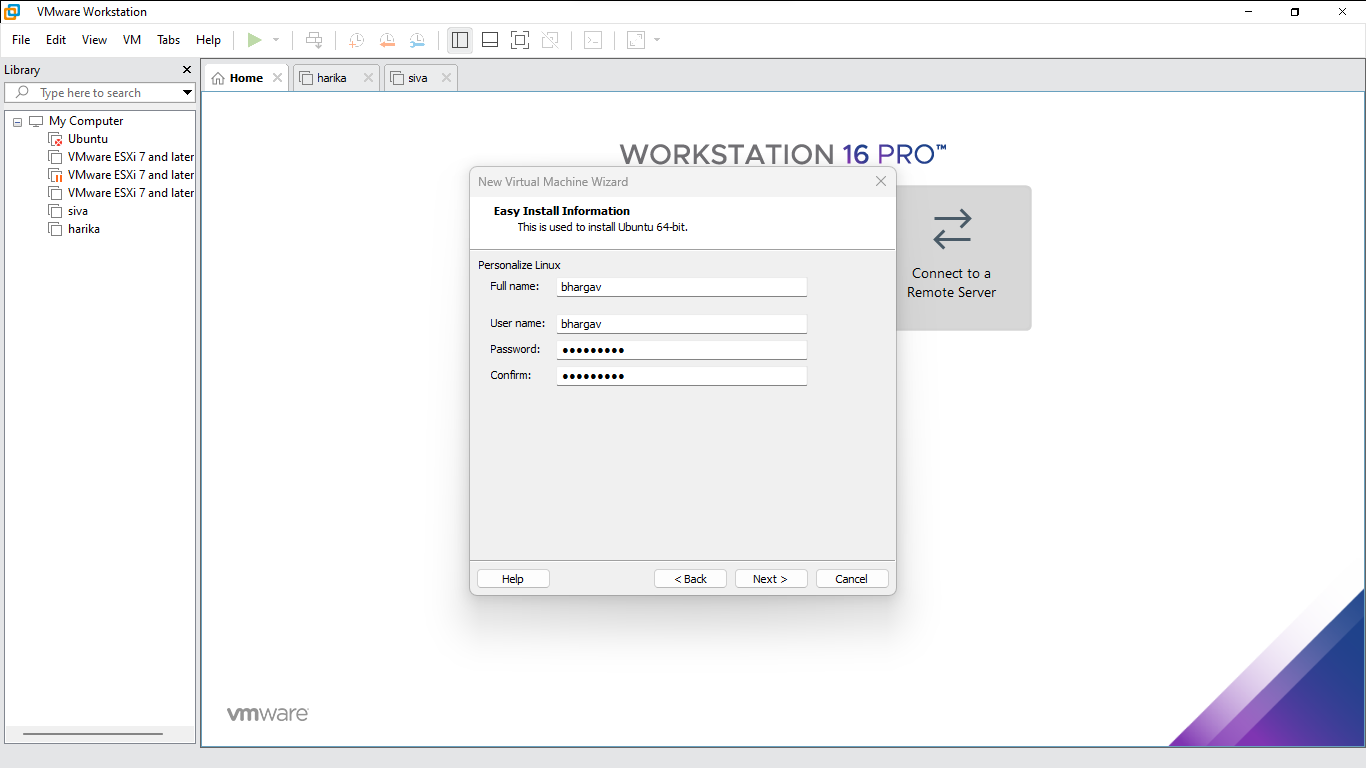 VMware Workstation
File Edit View VM Tabs Help
Library
Type here to search
My Computer
Ubuntu
VMware ESXi 7 and later
VMware ESXi 7 and later
VMware ESXi 7 and later
siva
harika
Home
harika
siva
WORKSTATION 16 PRO™
New Virtual Machine Wizard
Easy Install Information
This is used to install Ubuntu 64-bit.
Personalize Linux
Full name: bhargav
User name: bhargav
Password: ●●●●●●●●●
Confirm: ●●●●●●●●●
Help < Back Next > Cancel
Connect to a
Remote Server
vmware